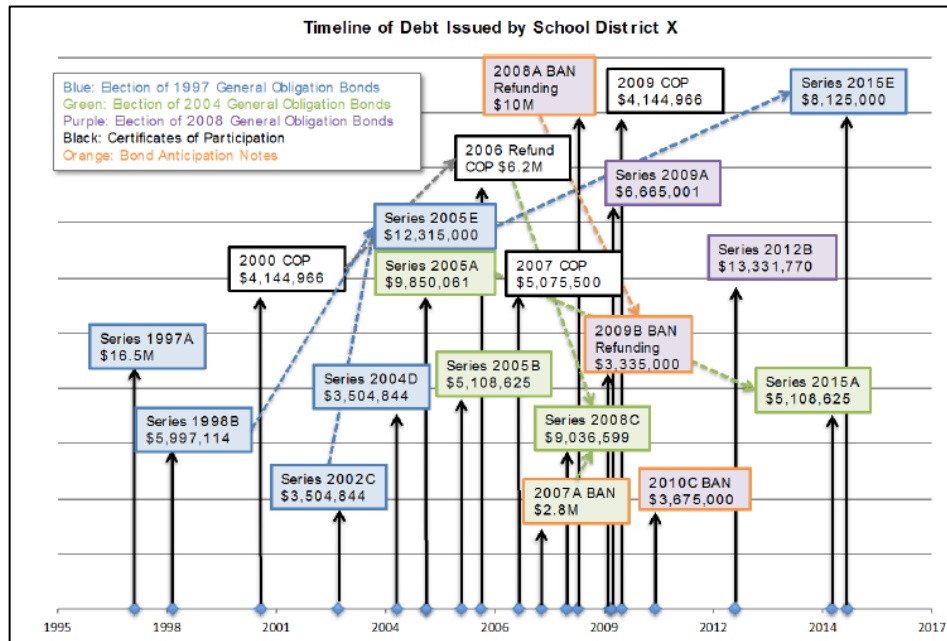 Timeline of Debt Issued by School District X
Blue: Election of 1997 General Obligation Bonds
Green: Election of 2004 General Obligation Bonds
Purple: Election of 2008 General Obligation Bonds
Black: Certificates of Participation
Orange: Bond Anticipation Notes
2008A BAN
Refunding
$10M
2009 COP
$4,144,966
Series 2015E
$8,125,000
2006 Refund
COP $6.2M
Series 2009A
$6,665,001
Series 2005E
$12,315,000
2000 COP
$4,144,966
Series 2005A
$9,850,061
2007 COP
$5,075,500
Series 2012B
$13,331,770
Series 1997A
$16.5M
2009B BAN
Refunding
$3,335,000
Series 2004D
$3,504,844
Series 2005B
$5,108,625
Series 2015A
$5,108,625
Series 1998B
$5,997,114
Series 2008C
$9,036,599
Series 2002C
$3,504,844
2007A BAN
$2.8M
2010C BAN
$3,675,000
1995 1998 2001 2004 2006 2009 2012 2014 2017